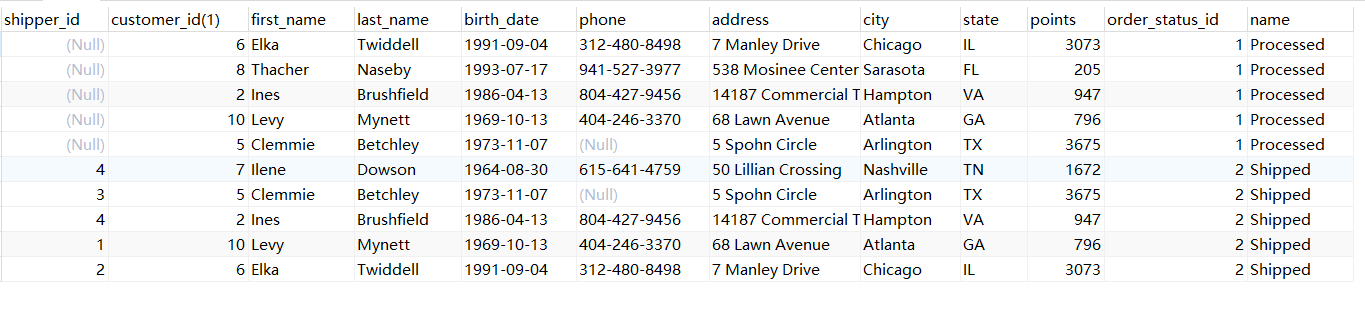 shipper_id customer_id(1) first_name last_name birth_date phone address city state points order_status_id name
(Null) 6 Elka Twiddell 1991-09-04 312-480-8498 7 Manley Drive Chicago IL 3073 1 Processed
(Null) 8 Thacher Naseby 1993-07-17 941-527-3977 538 Mosinee Center Sarasota FL 205 1 Processed
(Null) 2 Ines Brushfield 1986-04-13 804-427-9456 14187 Commercial T Hampton VA 947 1 Processed
(Null) 10 Levy Mynett 1969-10-13 404-246-3370 68 Lawn Avenue Atlanta GA 796 1 Processed
(Null) 5 Clemmie Betchley 1973-11-07 (Null) 5 Spohn Circle Arlington TX 3675 1 Processed
4 7 Ilene Dowson 1964-08-30 615-641-4759 50 Lillian Crossing Nashville TN 1672 2 Shipped
3 5 Clemmie Betchley 1973-11-07 (Null) 5 Spohn Circle Arlington TX 3675 2 Shipped
4 2 Ines Brushfield 1986-04-13 804-427-9456 14187 Commercial T Hampton VA 947 2 Shipped
1 10 Levy Mynett 1969-10-13 404-246-3370 68 Lawn Avenue Atlanta GA 796 2 Shipped
2 6 Elka Twiddell 1991-09-04 312-480-8498 7 Manley Drive Chicago IL 3073 2 Shipped